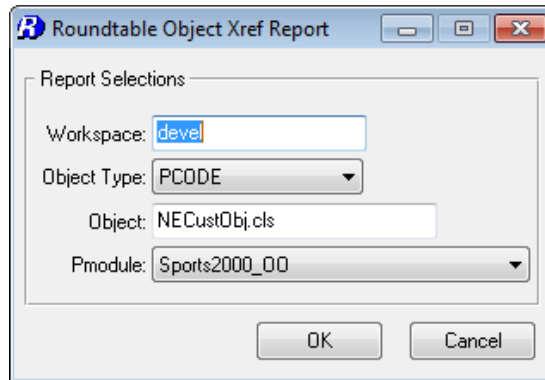 Roundtable Object Xref Report
Report Selections
Workspace: devel
Object Type: PCODE
Object: NECustObj.cls
Pmodule: Sports2000_OO
OK Cancel